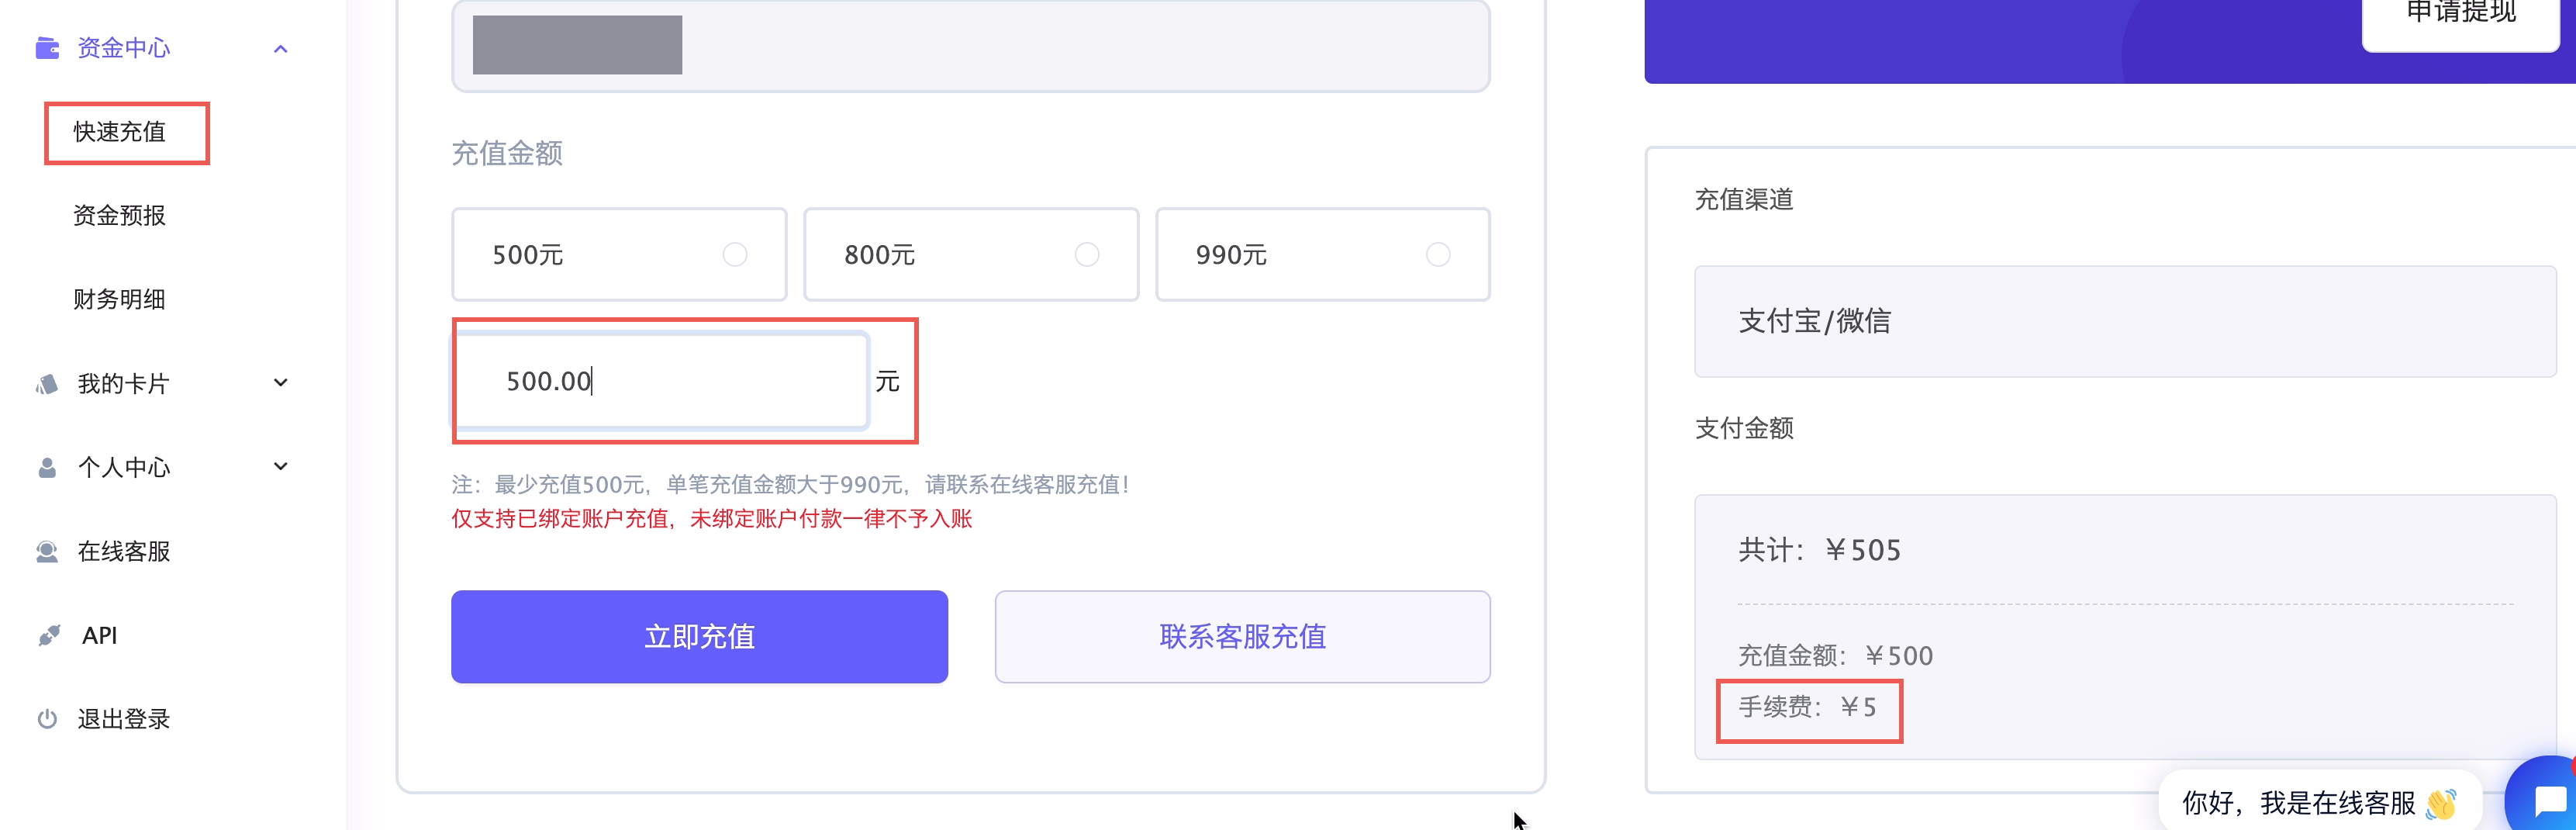 资金中心
快速充值
资金预报
财务明细
我的卡片
个人中心
在线客服
API
退出登录
充值金额
500元
800元
990元
500.00
元
注：最少充值500元，单笔充值金额大于990元，请联系在线客服充值！
仅支持已绑定账户充值，未绑定账户付款一律不予入账
立即充值
联系客服充值
申请提现
充值渠道
支付宝/微信
支付金额
共计：￥505
充值金额：￥500
手续费：￥5
你好，我是在线客服 👋